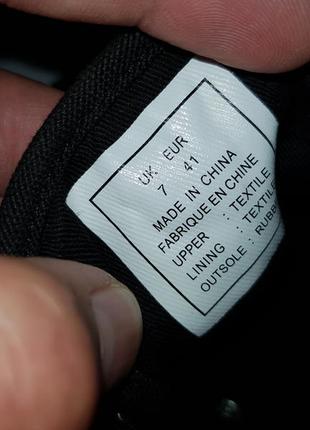 UK EUR
7 41
MADE IN CHINA
FABRIQUE EN CHINE
UPPER : TEXTILE
LINING : TEXTILE
OUTSOLE : RUBB